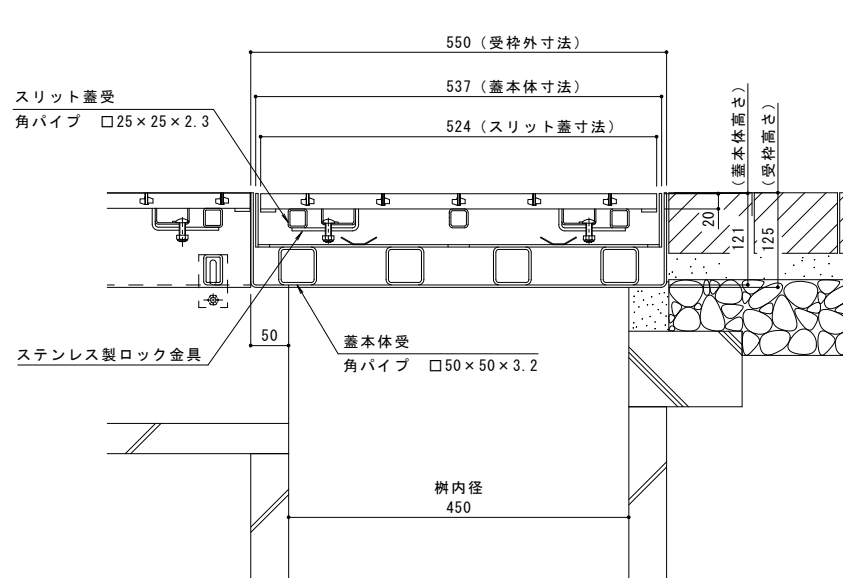 550（受枠外寸法）
537（蓋本体寸法）
524（スリット蓋寸法）
スリット蓋受
角パイプ　□25×25×2.3
（蓋本体高さ）
（受枠高さ）
20
121
125
50
ステンレス製ロック金具
蓋本体受
角パイプ　□50×50×3.2
桝内径
450